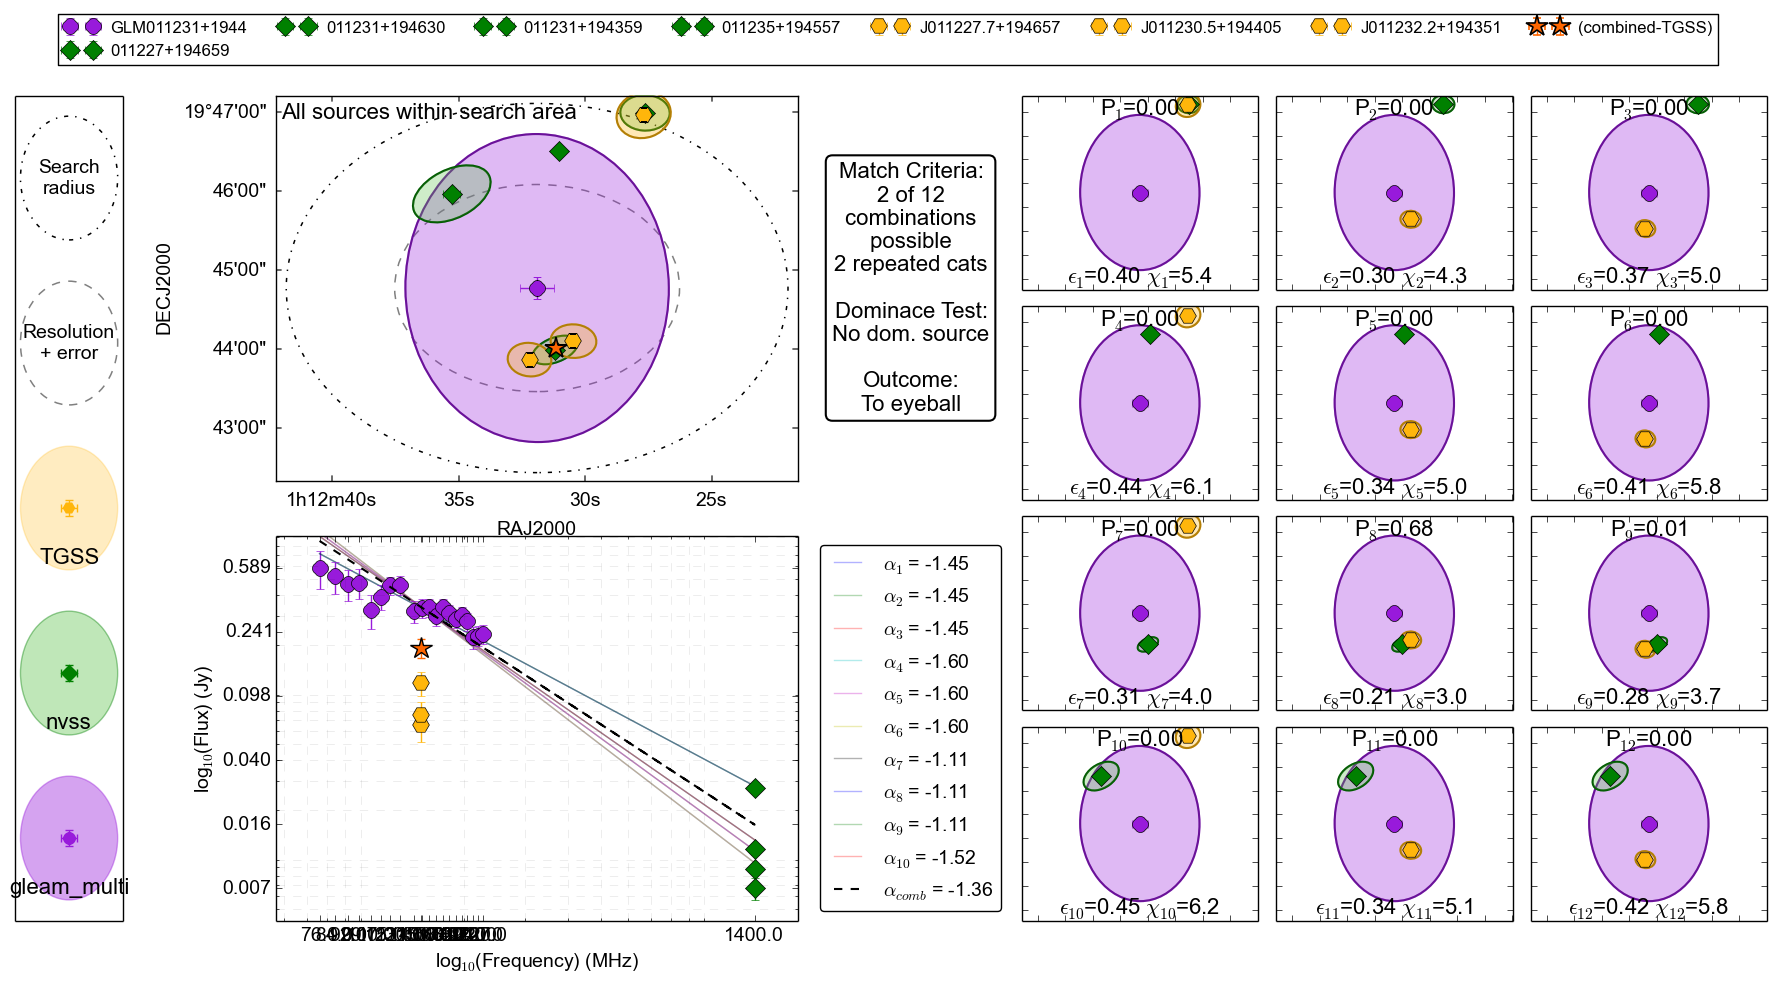 GLM011231+1944 011231+194630 011231+194359 011235+194557 J011227.7+194657 J011230.5+194405 J011232.2+194351 (combined-TGSS)
011227+194659
Search
radius
Resolution
+ error
TGSS
nvss
gleam_multi
All sources within search area
19°47'00"
46'00"
45'00"
44'00"
43'00"
DECJ2000
1h12m40s 35s 30s 25s
RAJ2000
Match Criteria:
2 of 12
combinations
possible
2 repeated cats
Dominace Test:
No dom. source
Outcome:
To eyeball
0.589
0.241
0.098
0.040
0.016
0.007
log10(Flux) (Jy)
1400.0
log10(Frequency) (MHz)
α1 = -1.45
α2 = -1.45
α3 = -1.45
α4 = -1.60
α5 = -1.60
α6 = -1.60
α7 = -1.11
α8 = -1.11
α9 = -1.11
α10 = -1.52
αcomb = -1.36
P1=0.00 P2=0.00 P3=0.00
ϵ1=0.40 χ1=5.4 ϵ2=0.30 χ2=4.3 ϵ3=0.37 χ3=5.0
P4=0.00 P5=0.00 P6=0.00
ϵ4=0.44 χ4=6.1 ϵ5=0.34 χ5=5.0 ϵ6=0.41 χ6=5.8
P7=0.00 P8=0.68 P9=0.01
ϵ7=0.31 χ7=4.0 ϵ8=0.21 χ8=3.0 ϵ9=0.28 χ9=3.7
P10=0.00 P11=0.00 P12=0.00
ϵ10=0.45 χ10=6.2 ϵ11=0.34 χ11=5.1 ϵ12=0.42 χ12=5.8